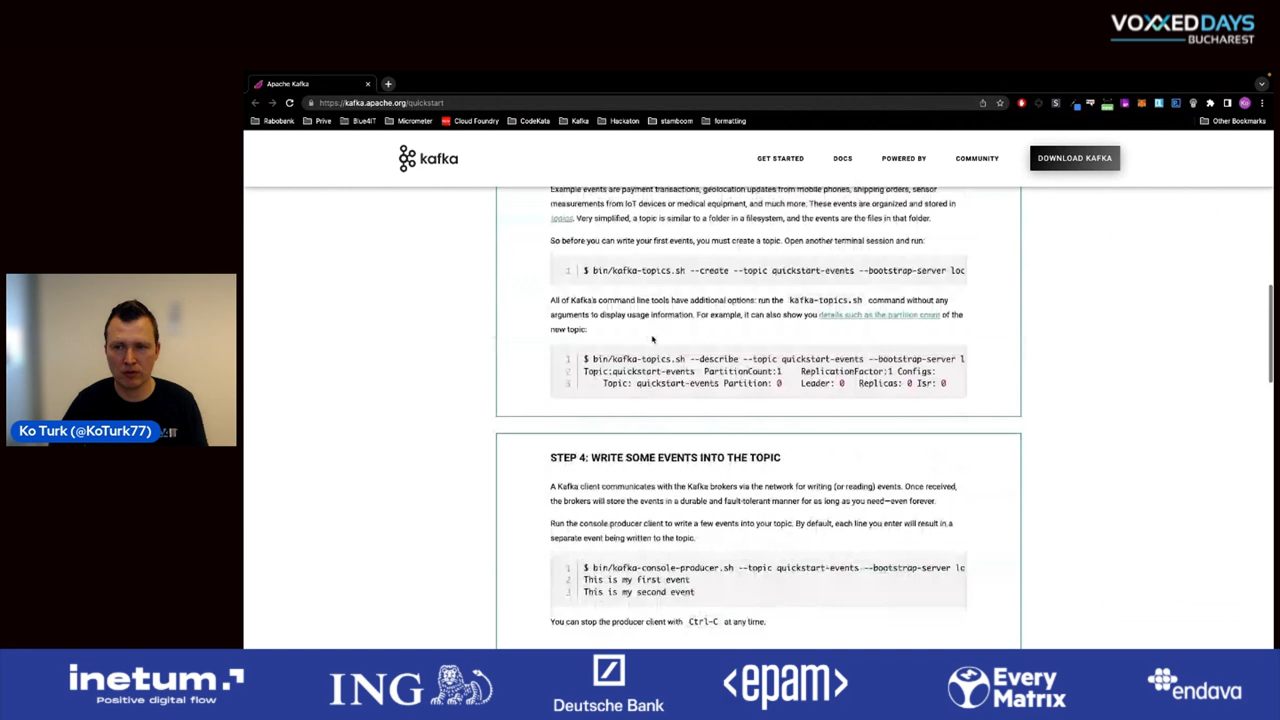 VOXXED DAYS
BUCHAREST
Apache Kafka
https://kafka.apache.org/quickstart
Rabobank
Prive
Blue4IT
Micrometer
Cloud Foundry
CodeKata
Kafka
Hackaton
stamboom
formatting
Other Bookmarks
kafka
GET STARTED
DOCS
POWERED BY
COMMUNITY
DOWNLOAD KAFKA
Example events are payment transactions, geolocation updates from mobile phones, shipping orders, sensor
measurements from IoT devices or medical equipment, and much more. These events are organized and stored in
topics. Very simplified, a topic is similar to a folder in a filesystem, and the events are the files in that folder.
So before you can write your first events, you must create a topic. Open another terminal session and run:
1 $ bin/kafka-topics.sh --create --topic quickstart-events --bootstrap-server loc
All of Kafka's command line tools have additional options: run the kafka-topics.sh command without any
arguments to display usage information. For example, it can also show you details such as the partition count of the
new topic:
1 $ bin/kafka-topics.sh --describe --topic quickstart-events --bootstrap-server l
2 Topic:quickstart-events PartitionCount:1 ReplicationFactor:1 Configs:
3 Topic: quickstart-events Partition: 0 Leader: 0 Replicas: 0 Isr: 0
STEP 4: WRITE SOME EVENTS INTO THE TOPIC
A Kafka client communicates with the Kafka brokers via the network for writing (or reading) events. Once received,
the brokers will store the events in a durable and fault-tolerant manner for as long as you need—even forever.
Run the console producer client to write a few events into your topic. By default, each line you enter will result in a
separate event being written to the topic.
1 $ bin/kafka-console-producer.sh --topic quickstart-events --bootstrap-server lo
2 This is my first event
3 This is my second event
You can stop the producer client with Ctrl-C at any time.
Ko Turk (@KoTurk77)
inetum.
Positive digital flow
ING
Deutsche Bank
<epam>
Every
Matrix
endava